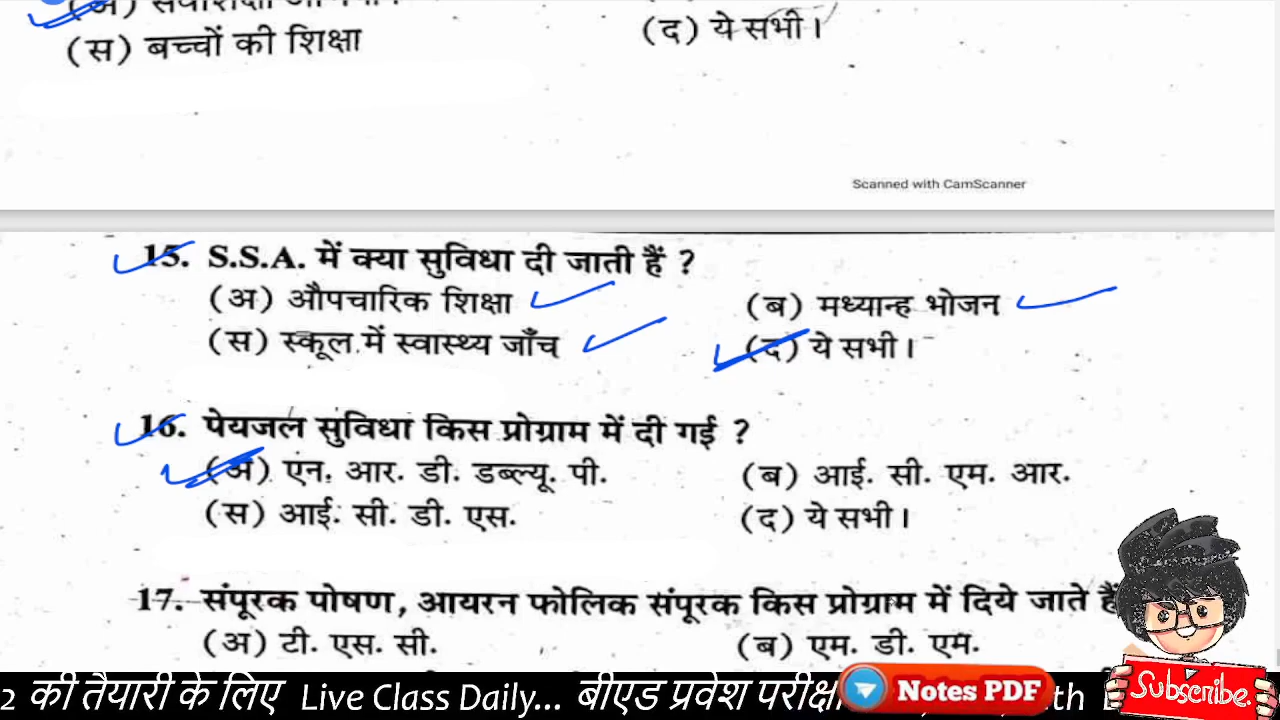 (स) बच्चों की शिक्षा (द) ये सभी।
Scanned with CamScanner
15. S.S.A. में क्या सुविधा दी जाती हैं ?
(अ) औपचारिक शिक्षा (ब) मध्यान्ह भोजन
(स) स्कूल में स्वास्थ्य जाँच (द) ये सभी।
16. पेयजल सुविधा किस प्रोग्राम में दी गई ?
(अ) एन. आर. डी. डब्ल्यू. पी. (ब) आई. सी. एम. आर.
(स) आई. सी. डी. एस. (द) ये सभी।
17. संपूरक पोषण, आयरन फोलिक संपूरक किस प्रोग्राम में दिये जाते हैं
(अ) टी. एस. सी. (ब) एम. डी. एम.
2 की तैयारी के लिए Live Class Daily... बीएड प्रवेश परीक्षा
Notes PDF
Subscribe.